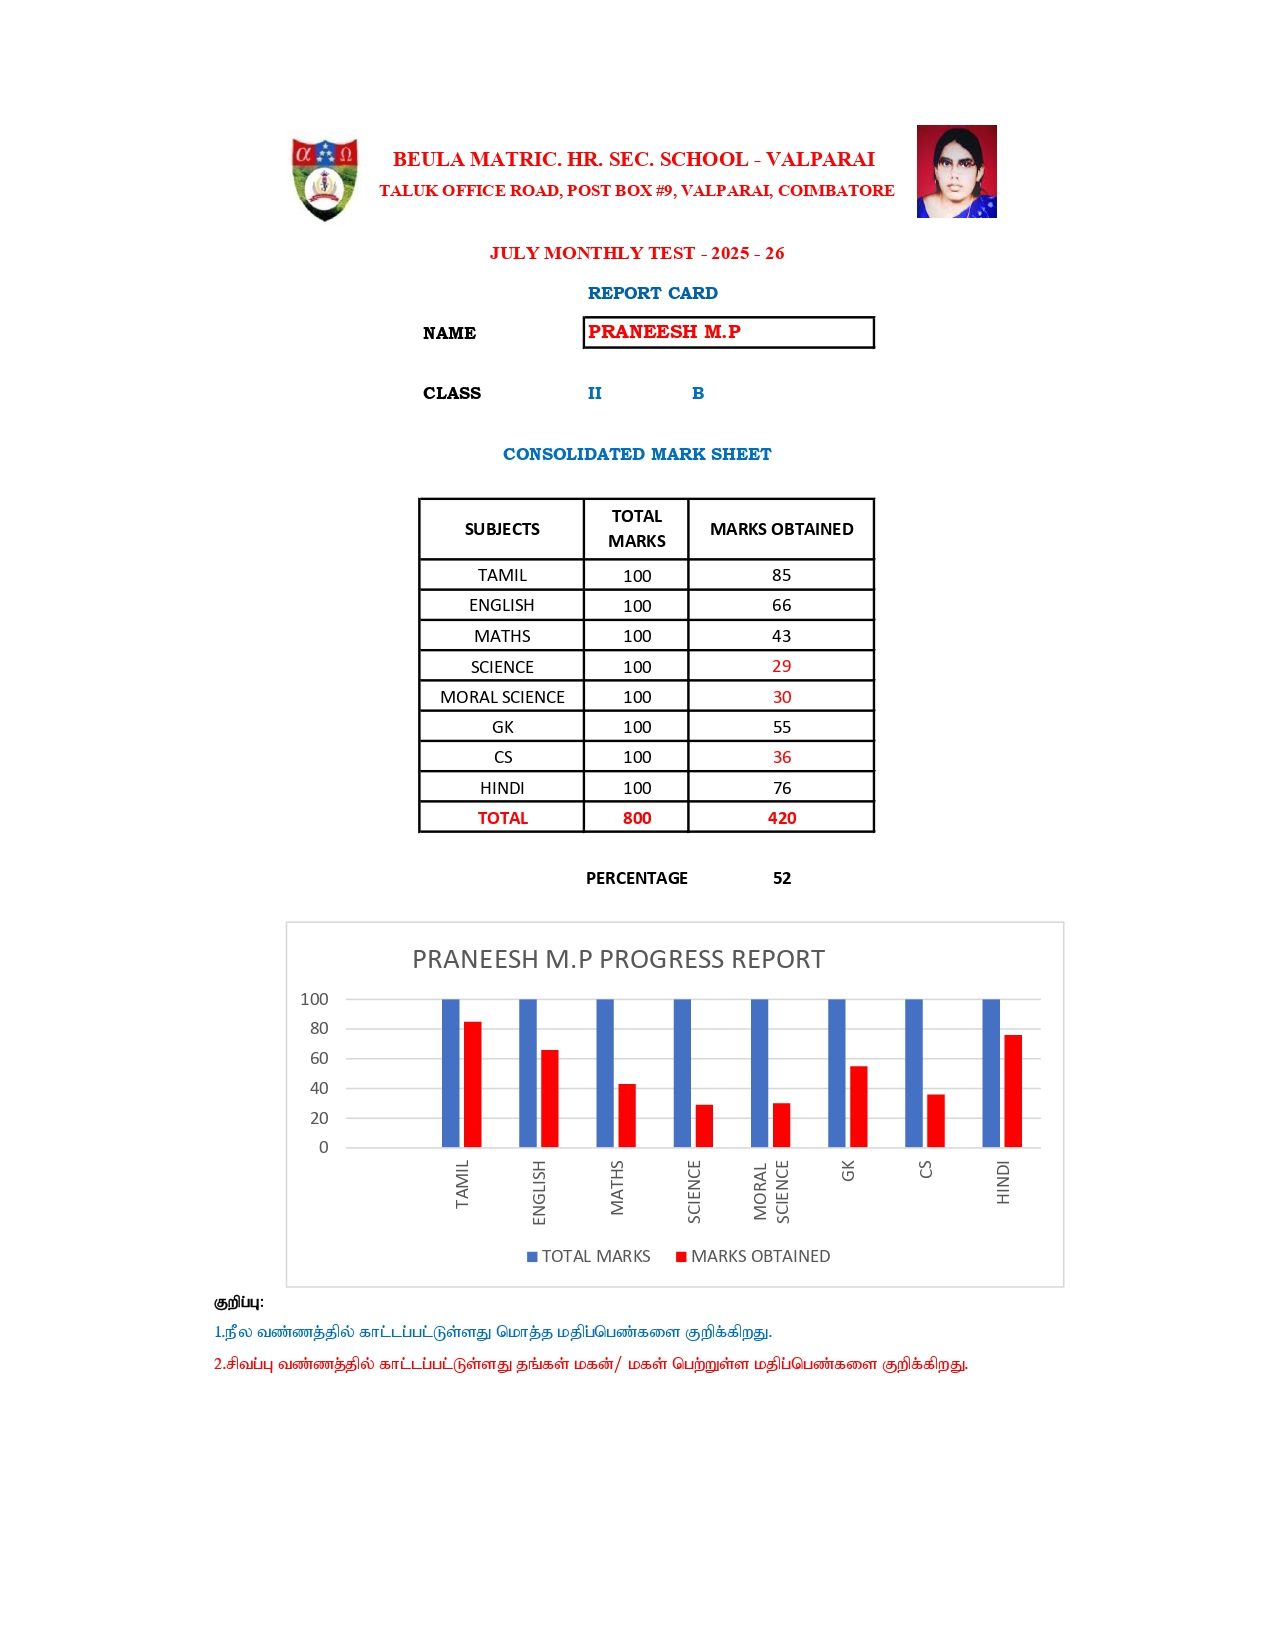 α Ω
BEULA MATRIC. HR. SEC. SCHOOL - VALPARAI
TALUK OFFICE ROAD, POST BOX #9, VALPARAI, COIMBATORE
JULY MONTHLY TEST - 2025 - 26
REPORT CARD
NAME PRANEESH M.P
CLASS II B
CONSOLIDATED MARK SHEET
SUBJECTS TOTAL MARKS MARKS OBTAINED
TAMIL 100 85
ENGLISH 100 66
MATHS 100 43
SCIENCE 100 29
MORAL SCIENCE 100 30
GK 100 55
CS 100 36
HINDI 100 76
TOTAL 800 420
PERCENTAGE 52
PRANEESH M.P PROGRESS REPORT
100
80
60
40
20
0
TAMIL ENGLISH MATHS SCIENCE MORAL SCIENCE GK CS HINDI
TOTAL MARKS MARKS OBTAINED
குறிப்பு:
1.நீல வண்ணத்தில் காட்டப்பட்டுள்ளது மொத்த மதிப்பெண்களை குறிக்கிறது.
2.சிவப்பு வண்ணத்தில் காட்டப்பட்டுள்ளது தங்கள் மகன்/ மகள் பெற்றுள்ள மதிப்பெண்களை குறிக்கிறது.